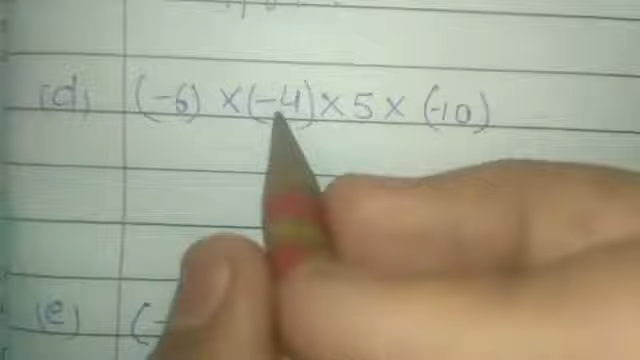 (d) (-6) x (-4) x 5 x (-10)
(e) (-